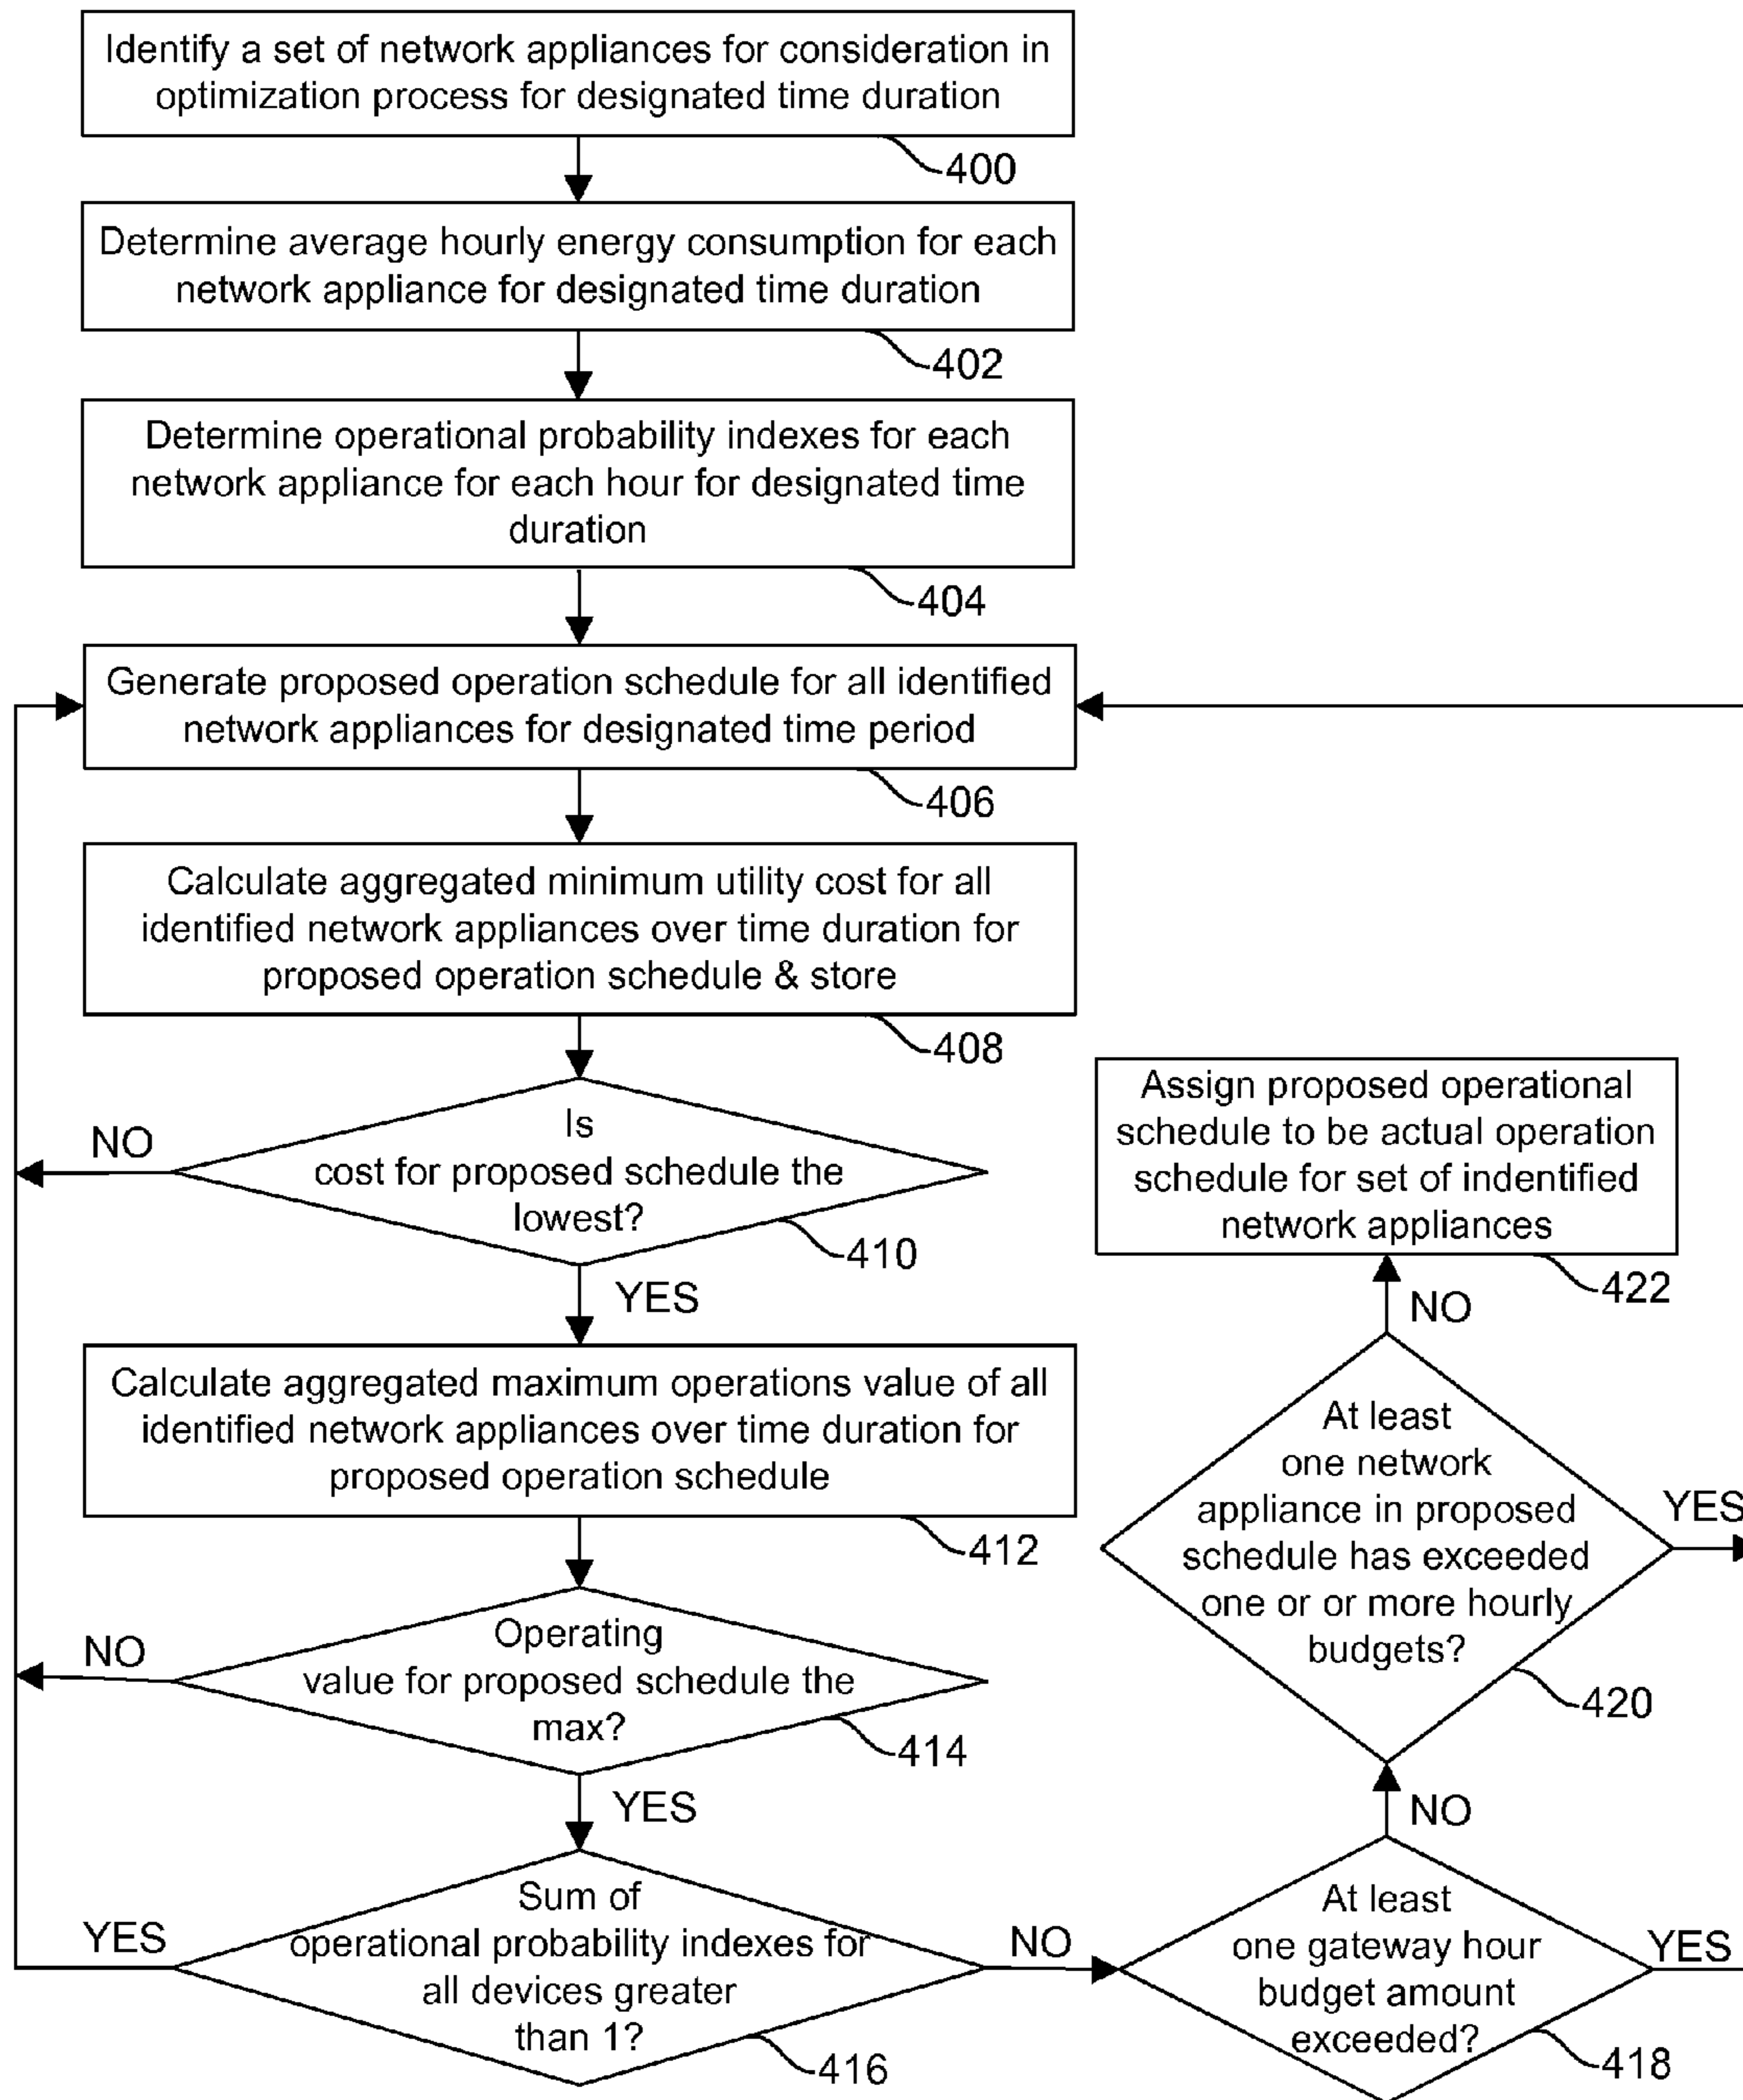 Identify a set of network appliances for consideration in
optimization process for designated time duration
400
Determine average hourly energy consumption for each
network appliance for designated time duration
402
Determine operational probability indexes for each
network appliance for each hour for designated time
duration
404
Generate proposed operation schedule for all identified
network appliances for designated time period
406
Calculate aggregated minimum utility cost for all
identified network appliances over time duration for
proposed operation schedule & store
408
Is
cost for proposed schedule the
lowest?
NO
410
YES
Calculate aggregated maximum operations value of all
identified network appliances over time duration for
proposed operation schedule
412
Operating
value for proposed schedule the
max?
NO
414
YES
Sum of
operational probability indexes for
all devices greater
than 1?
YES
NO
416
At least
one gateway hour
budget amount
exceeded?
YES
418
NO
At least
one network
appliance in proposed
schedule has exceeded
one or or more hourly
budgets?
YES
420
NO
Assign proposed operational
schedule to be actual operation
schedule for set of indentified
network appliances
422